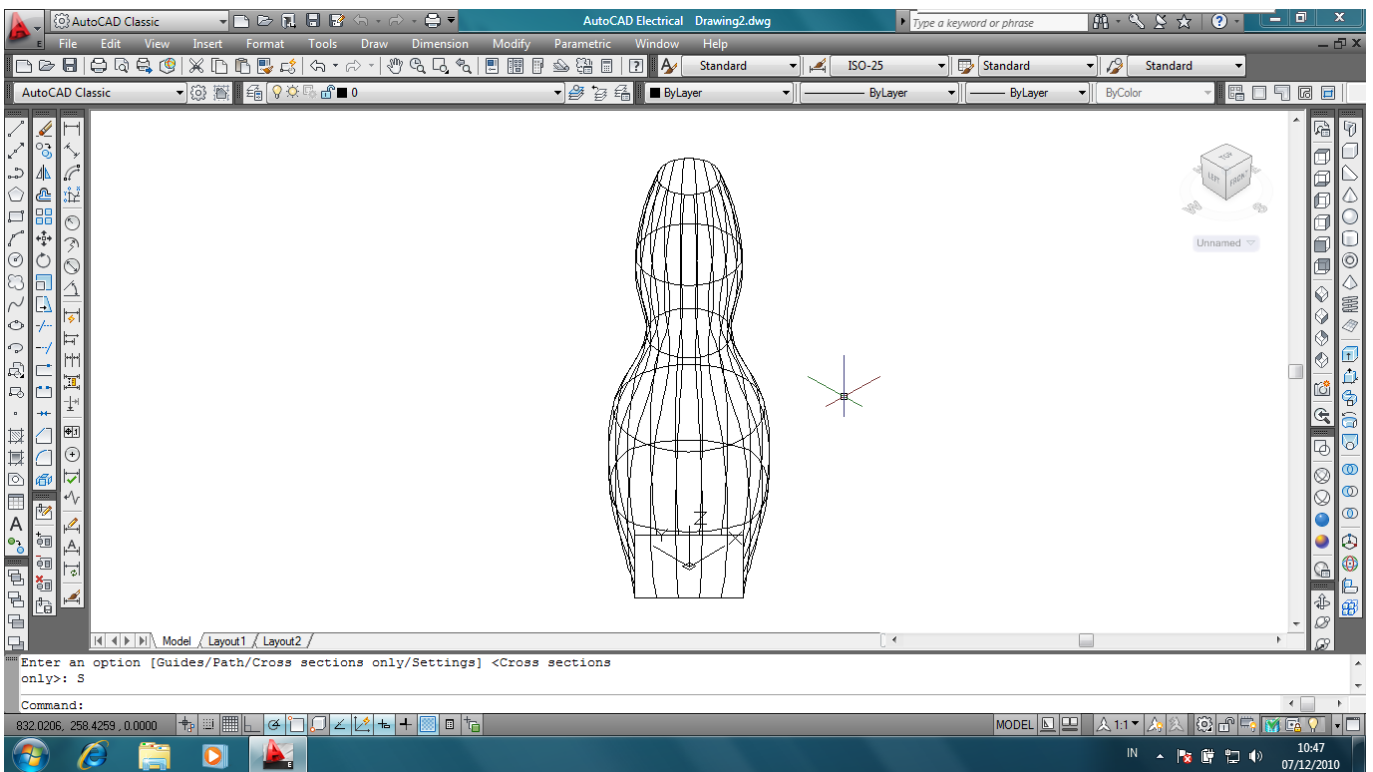 AutoCAD Classic
AutoCAD Electrical Drawing2.dwg
Type a keyword or phrase
E
File Edit View Insert Format Tools Draw Dimension Modify Parametric Window Help
Standard ISO-25 Standard Standard
AutoCAD Classic 0 ByLayer ByLayer ByLayer ByColor
TOP
LEFT FRONT
Unnamed
Z
Y X
A
Model Layout1 Layout2
Enter an option [Guides/Path/Cross sections only/Settings] <Cross sections
only>: S
Command:
832.0206, 258.4259, 0.0000 MODEL 1:1
IN 10:47
07/12/2010